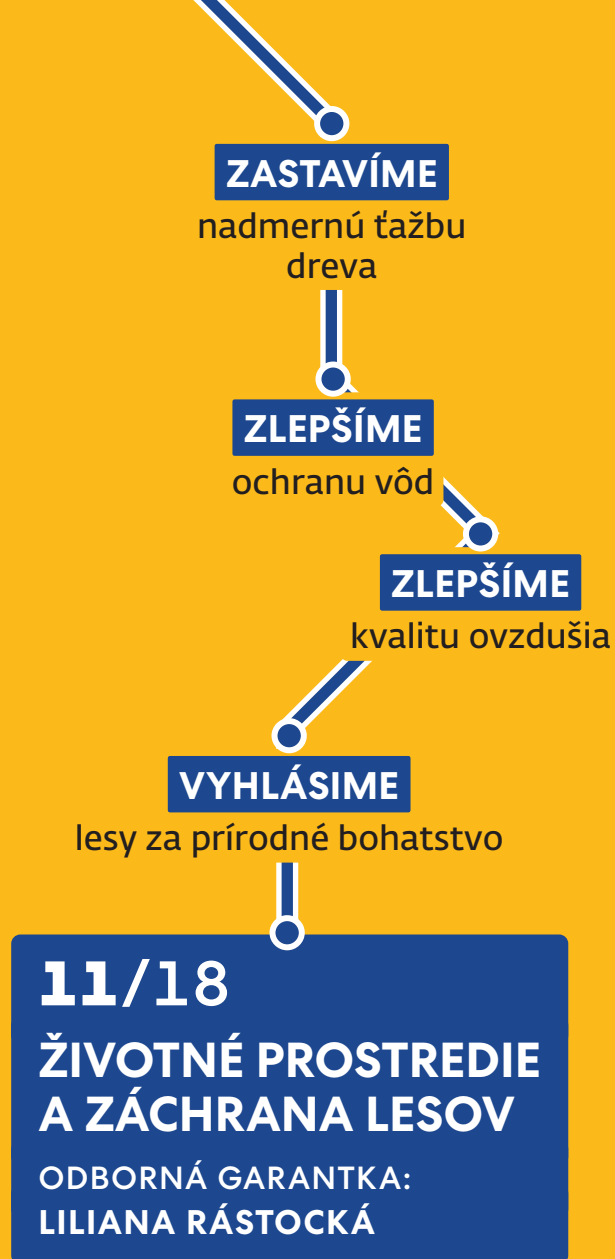 ZASTAVÍME
nadmernú ťažbu
dreva
ZLEPŠÍME
ochranu vôd
ZLEPŠÍME
kvalitu ovzdušia
VYHLÁSIME
lesy za prírodné bohatstvo
11/18
ŽIVOTNÉ PROSTREDIE
A ZÁCHRANA LESOV
ODBORNÁ GARANTKA:
LILIANA RÁSTOCKÁ